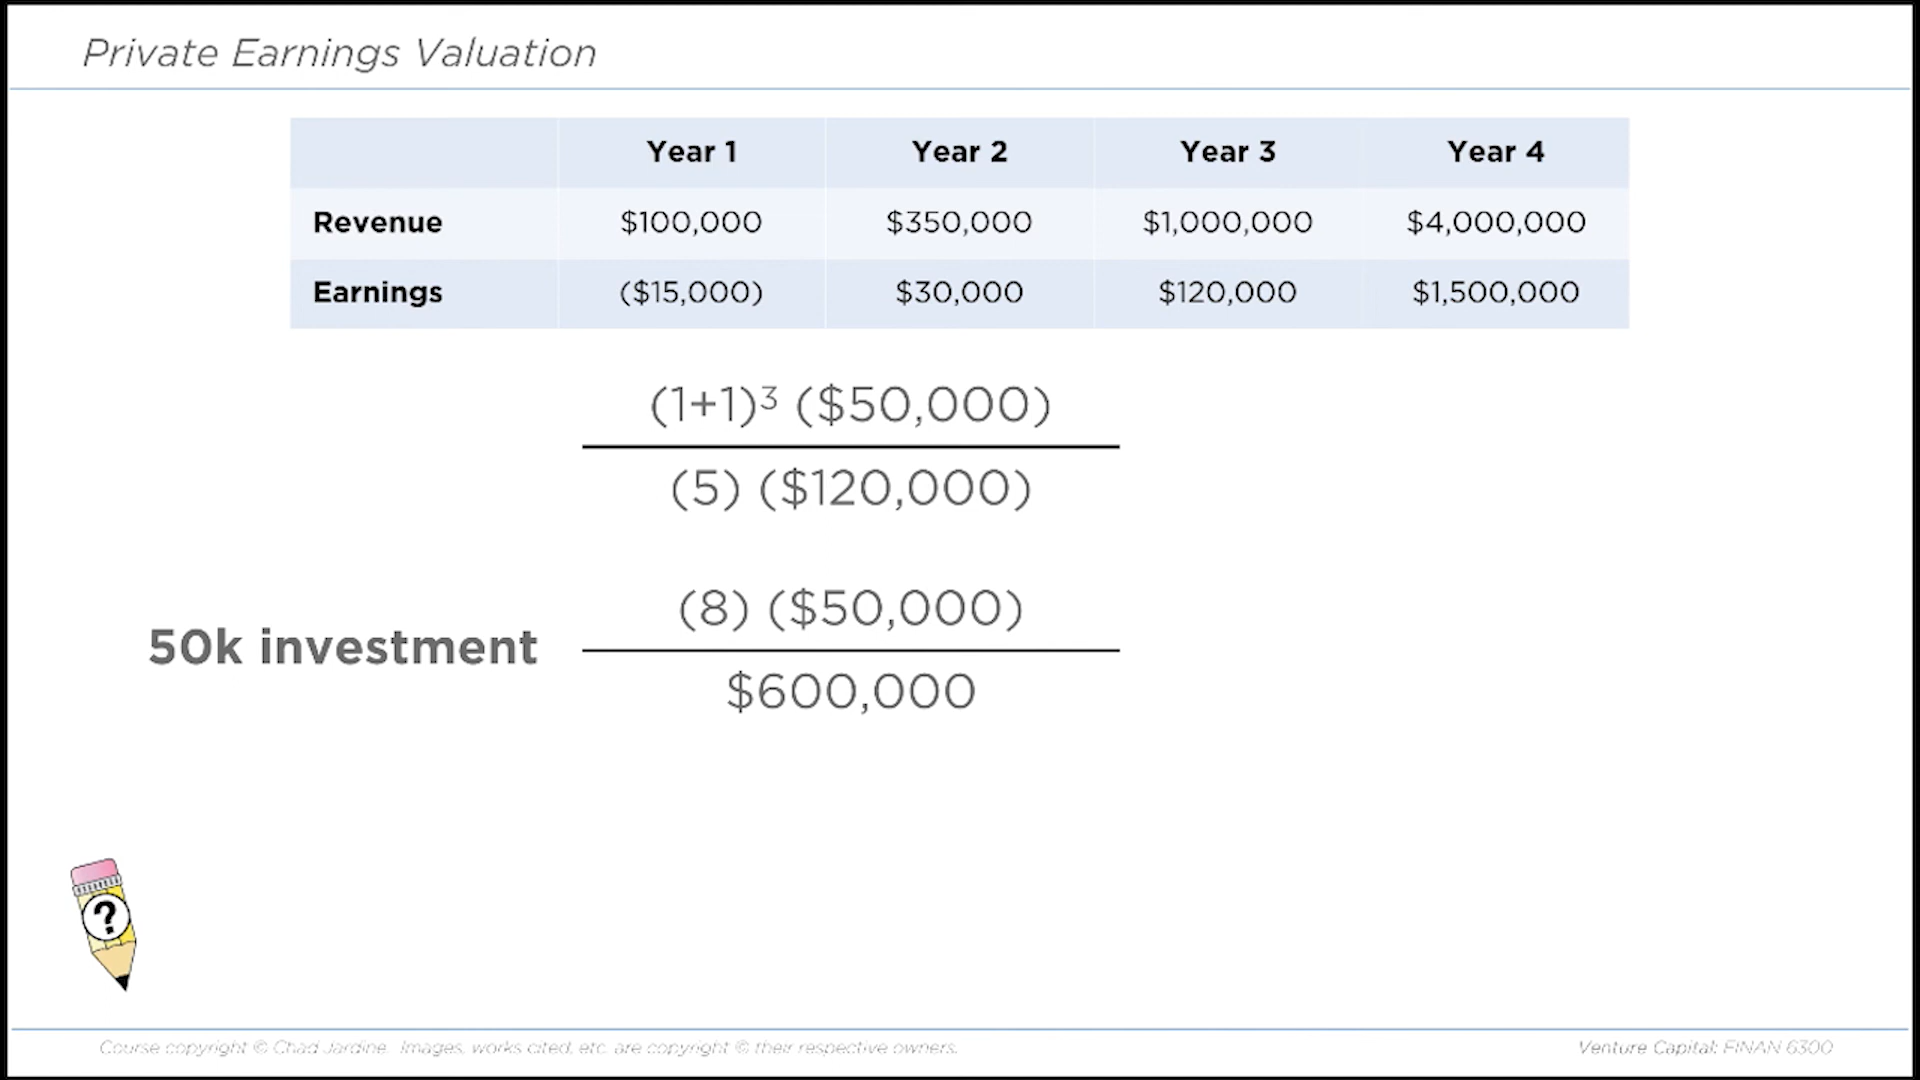 Private Earnings Valuation
Year 1 Year 2 Year 3 Year 4
Revenue $100,000 $350,000 $1,000,000 $4,000,000
Earnings ($15,000) $30,000 $120,000 $1,500,000
(1+1)³ ($50,000)
(5) ($120,000)
50k investment
(8) ($50,000)
$600,000
?
Course copyright © Chad Jardine. Images, works cited, etc. are copyright © their respective owners.
Venture Capital: FINAN 6300